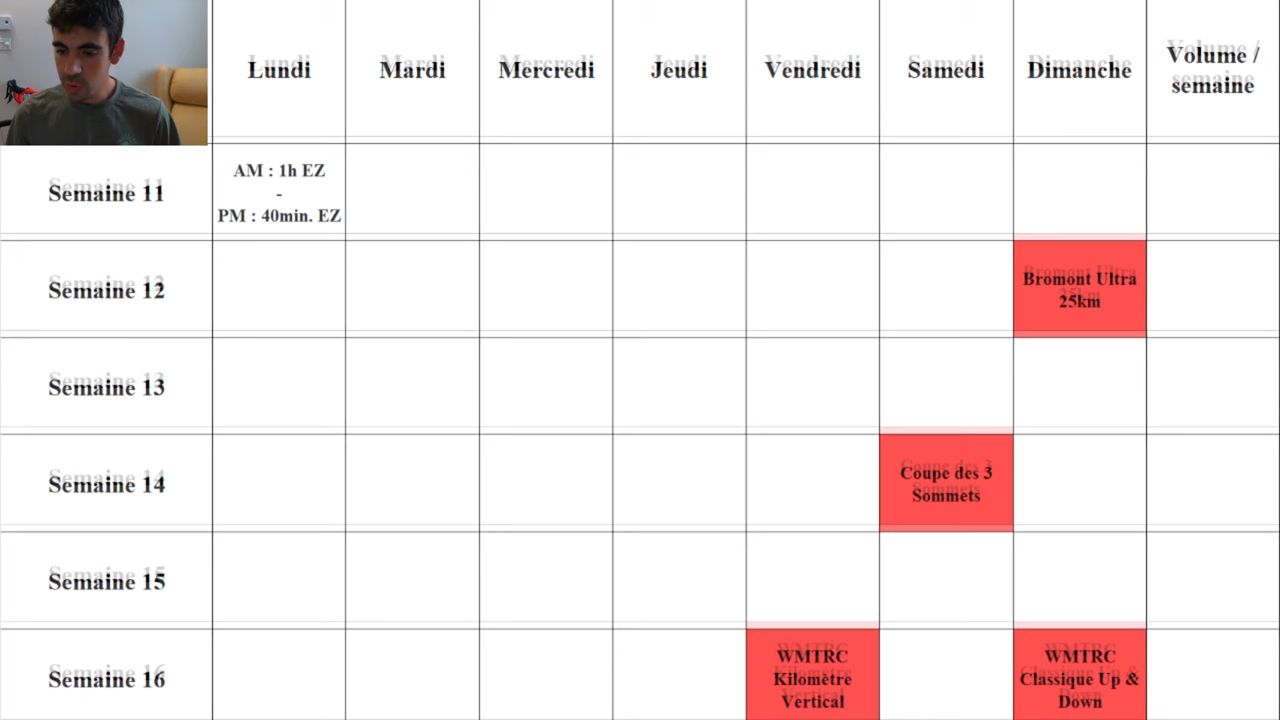 Lundi
Mardi
Mercredi
Jeudi
Vendredi
Samedi
Dimanche
Volume /
semaine
Semaine 11
AM : 1h EZ
-
PM : 40min. EZ
Semaine 12
Bromont Ultra
25km
Semaine 13
Semaine 14
Coupe des 3
Sommets
Semaine 15
Semaine 16
WMTRC
Kilomètre
Vertical
WMTRC
Classique Up &
Down